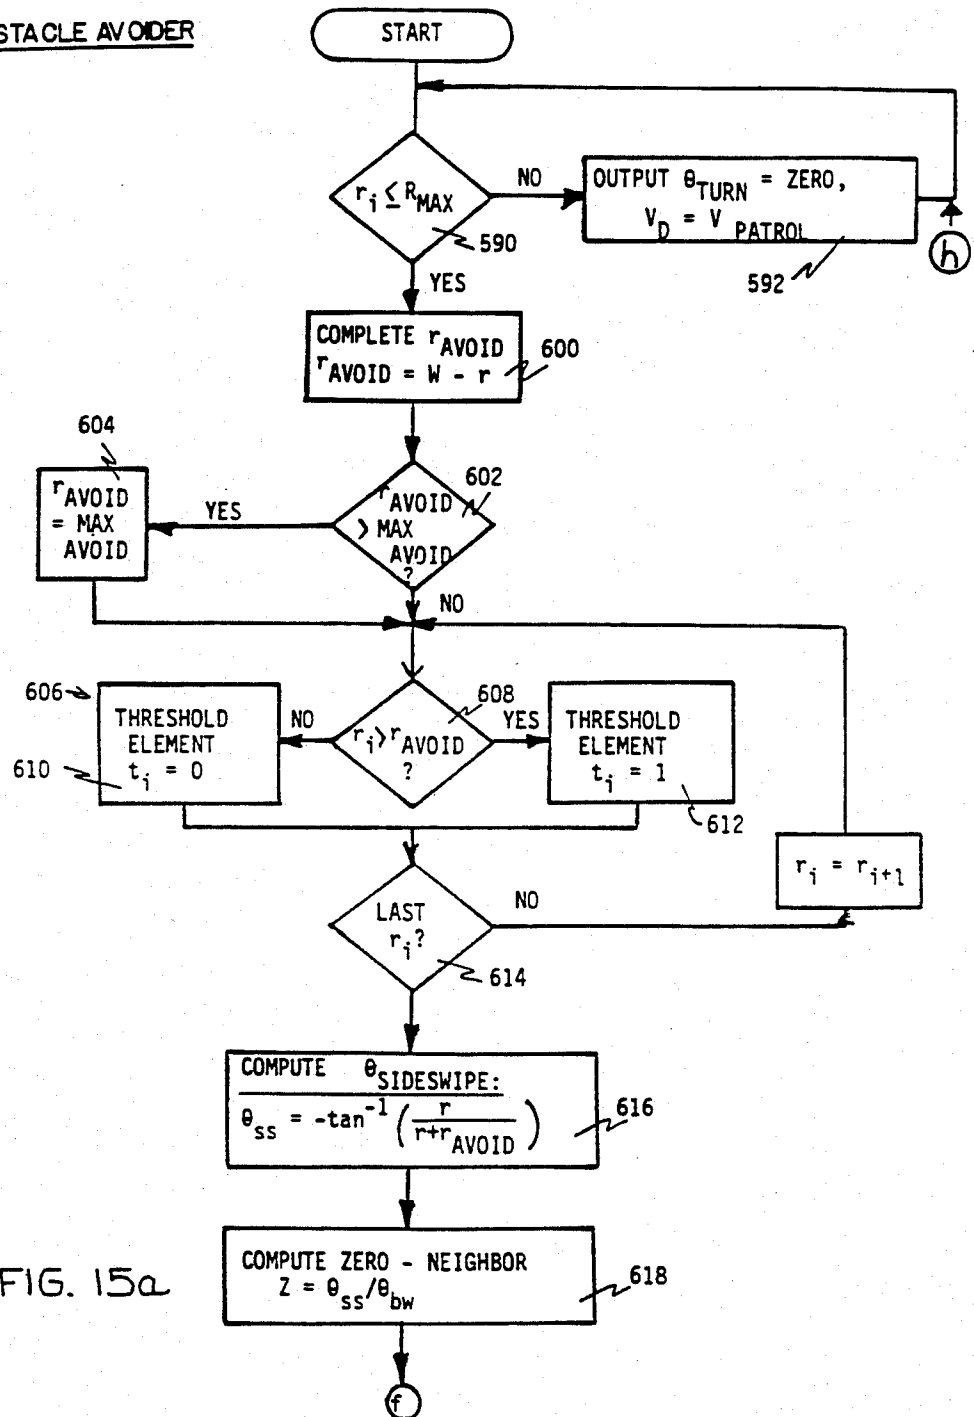 STACLE AVOIDER
START
r_i ≤ R_MAX
590
NO
OUTPUT θ_TURN = ZERO,
V_D = V_PATROL
592
h
YES
COMPLETE r_AVOID
r_AVOID = W - r
600
604
602
r_AVOID
= MAX
AVOID
YES
r_AVOID
> MAX
AVOID
?
NO
606
608
THRESHOLD
ELEMENT
t_i = 0
610
NO
r_i > r_AVOID
?
YES
THRESHOLD
ELEMENT
t_i = 1
612
r_i = r_i+1
LAST
r_i?
NO
614
COMPUTE θ_SIDESWIPE:
θ_ss = -tan^-1 (r / r+r_AVOID)
616
COMPUTE ZERO - NEIGHBOR
Z = θ_ss/θ_bw
618
FIG. 15a
f